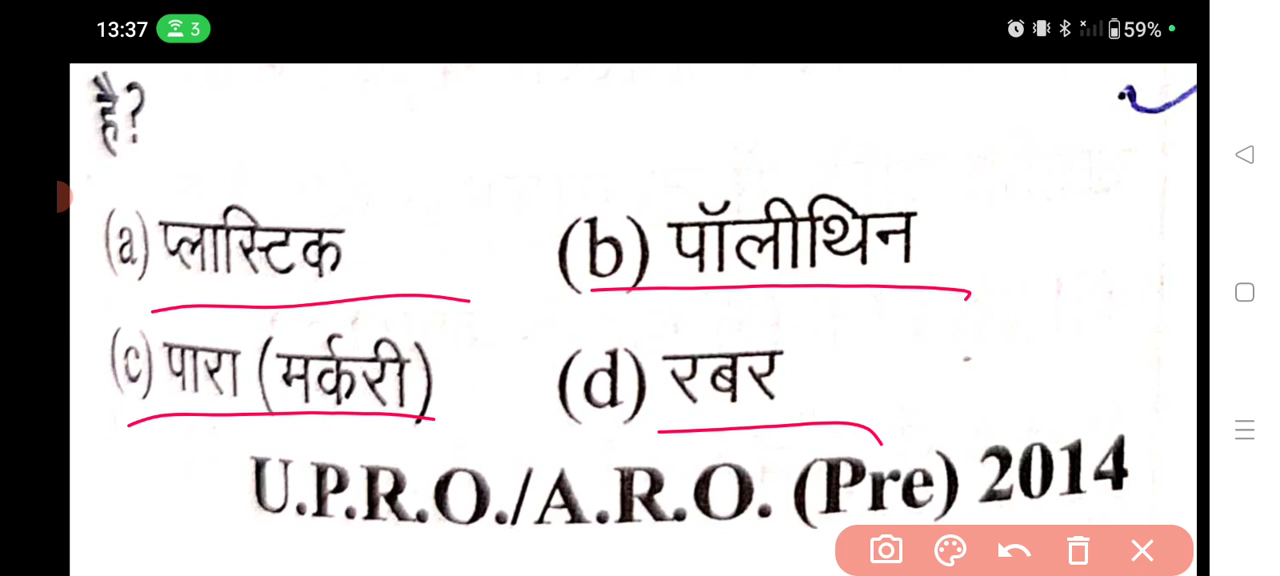 13:37 3 59%
है?
(a) प्लास्टिक (b) पॉलीथिन
(c) पारा (मर्करी) (d) रबर
U.P.R.O./A.R.O. (Pre) 2014